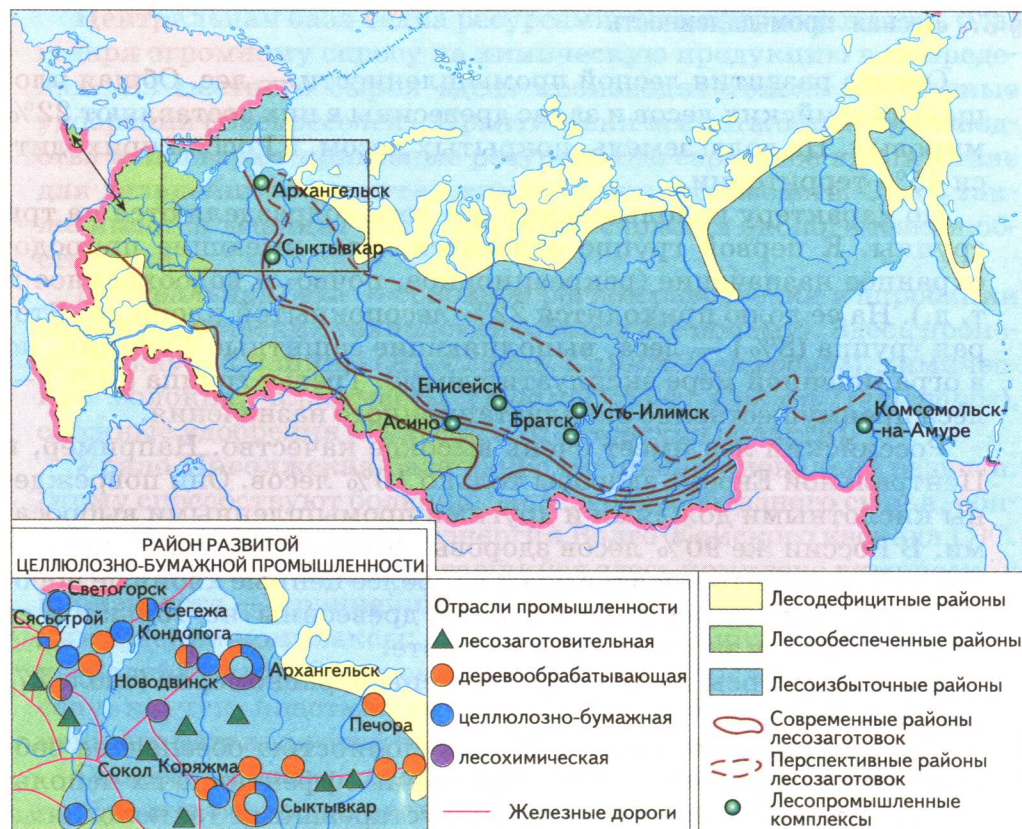 Архангельск
Сыктывкар
Енисейск
Асино
Братск
Усть-Илимск
Комсомольск-
на-Амуре
РАЙОН РАЗВИТОЙ
ЦЕЛЛЮЛОЗНО-БУМАЖНОЙ ПРОМЫШЛЕННОСТИ
Светогорск
Сегежа
Сясьстрой
Кондопога
Архангельск
Новодвинск
Печора
Сокол
Коряжма
Сыктывкар
Отрасли промышленности
лесозаготовительная
деревообрабатывающая
целлюлозно-бумажная
лесохимическая
Железные дороги
Лесодефицитные районы
Лесообеспеченные районы
Лесоизбыточные районы
Современные районы
лесозаготовок
Перспективные районы
лесозаготовок
Лесопромышленные
комплексы